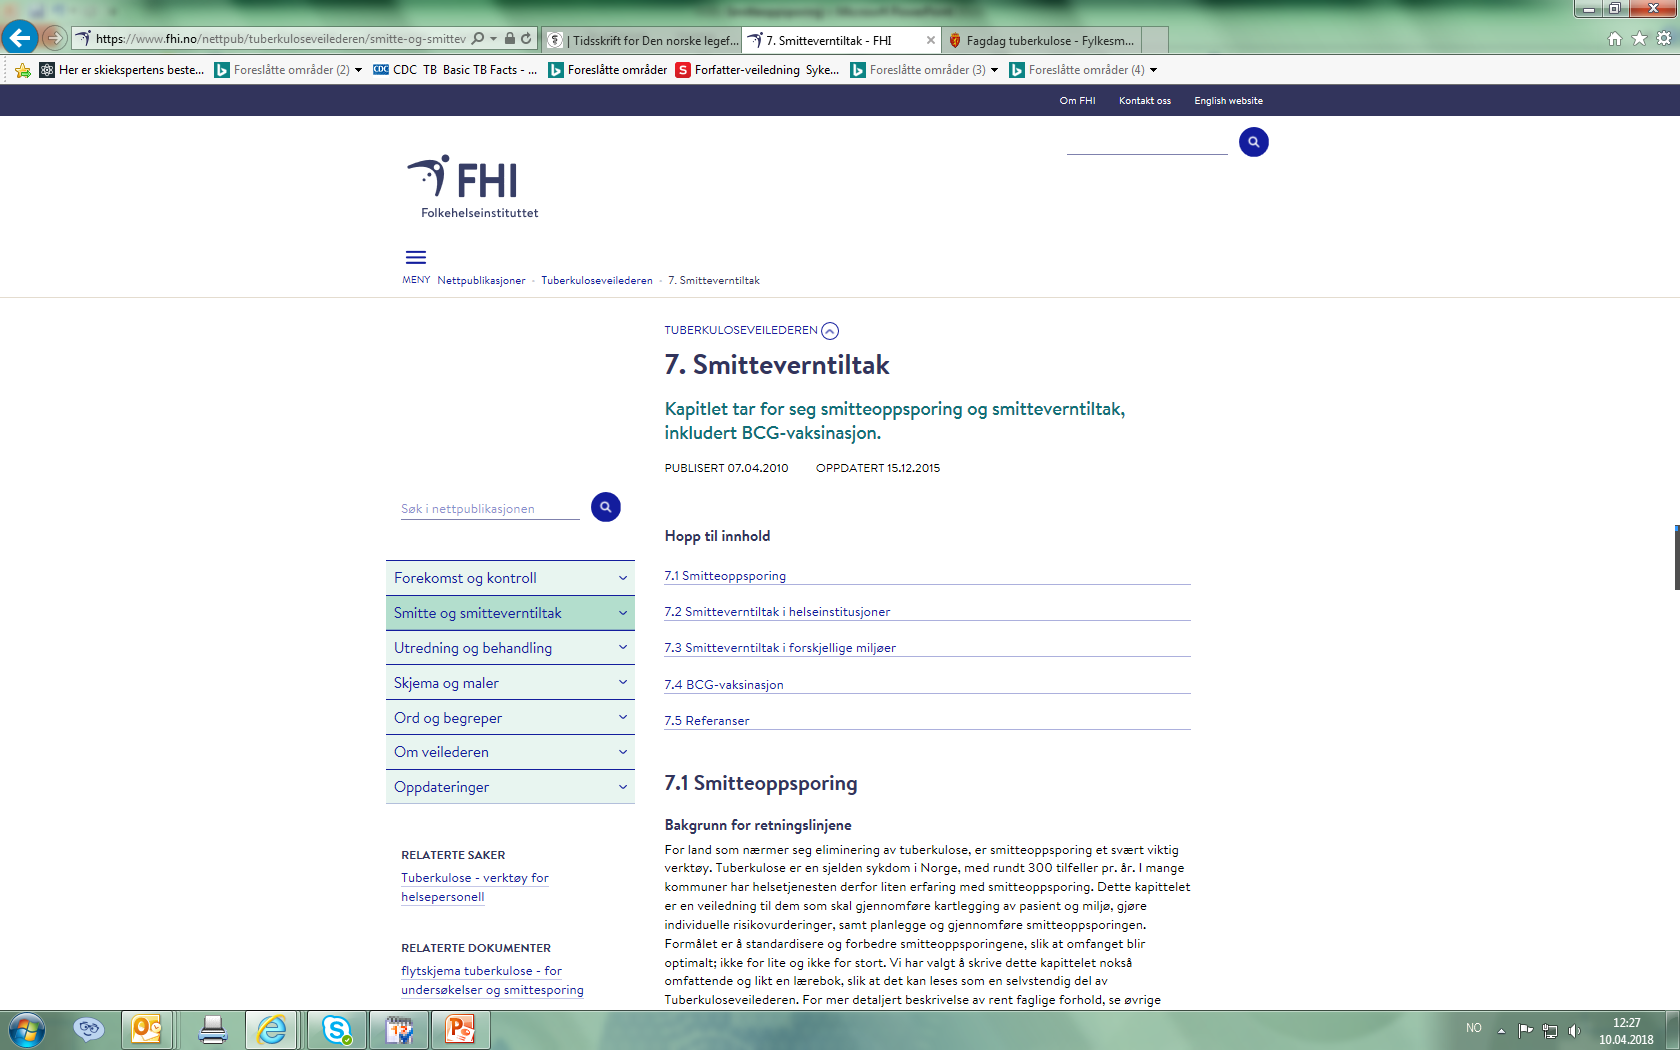 https://www.fhi.no/nettpub/tuberkuloseveilederen/smitte-og-smittev
| Tidsskrift for Den norske legef...
7. Smitteverntiltak - FHI
Fagdag tuberkulose - Fylkesm...
Her er skiekspertens beste...
Foreslåtte områder (2)
CDC TB Basic TB Facts - ...
Foreslåtte områder
Forfatter-veiledning Syke...
Foreslåtte områder (3)
Foreslåtte områder (4)
Om FHI
Kontakt oss
English website
FHI
Folkehelseinstituttet
MENY
Nettpublikasjoner
Tuberkuloseveilederen
7. Smitteverntiltak
TUBERKULOSEVEILEDEREN
7. Smitteverntiltak
Kapitlet tar for seg smitteoppsporing og smitteverntiltak,
inkludert BCG-vaksinasjon.
PUBLISERT 07.04.2010 OPPDATERT 15.12.2015
Søk i nettpublikasjonen
Forekomst og kontroll
Smitte og smitteverntiltak
Utredning og behandling
Skjema og maler
Ord og begreper
Om veilederen
Oppdateringer
RELATERTE SAKER
Tuberkulose - verktøy for
helsepersonell
RELATERTE DOKUMENTER
flytskjema tuberkulose - for
undersøkelser og smittesporing
Hopp til innhold
7.1 Smitteoppsporing
7.2 Smitteverntiltak i helseinstitusjoner
7.3 Smitteverntiltak i forskjellige miljøer
7.4 BCG-vaksinasjon
7.5 Referanser
7.1 Smitteoppsporing
Bakgrunn for retningslinjene
For land som nærmer seg eliminering av tuberkulose, er smitteoppsporing et svært viktig
verktøy. Tuberkulose er en sjelden sykdom i Norge, med rundt 300 tilfeller pr. år. I mange
kommuner har helsetjenesten derfor liten erfaring med smitteoppsporing. Dette kapittelet
er en veiledning til dem som skal gjennomføre kartlegging av pasient og miljø, gjøre
individuelle risikovurderinger, samt planlegge og gjennomføre smitteoppsporingen.
Formålet er å standardisere og forbedre smitteoppsporingene, slik at omfanget blir
optimalt; ikke for lite og ikke for stort. Vi har valgt å skrive dette kapittelet nokså
omfattende og likt en lærebok, slik at det kan leses som en selvstendig del av
Tuberkuloseveilederen. For mer detaljert beskrivelse av rent faglige forhold, se øvrige
NO
12:27
10.04.2018